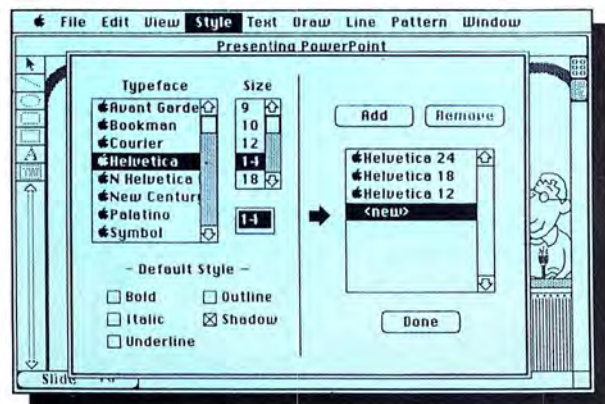 File Edit View Style Text Draw Line Pattern Window
Presenting PowerPoint
Typeface
Size
Avant Garde
Bookman
Courier
Helvetica
N Helvetica
New Century
Palatino
Symbol
9
10
12
14
18
14
– Default Style –
Bold
Outline
Italic
Shadow
Underline
Add
Remove
Helvetica 24
Helvetica 18
Helvetica 12
<new>
Done
A
Slide